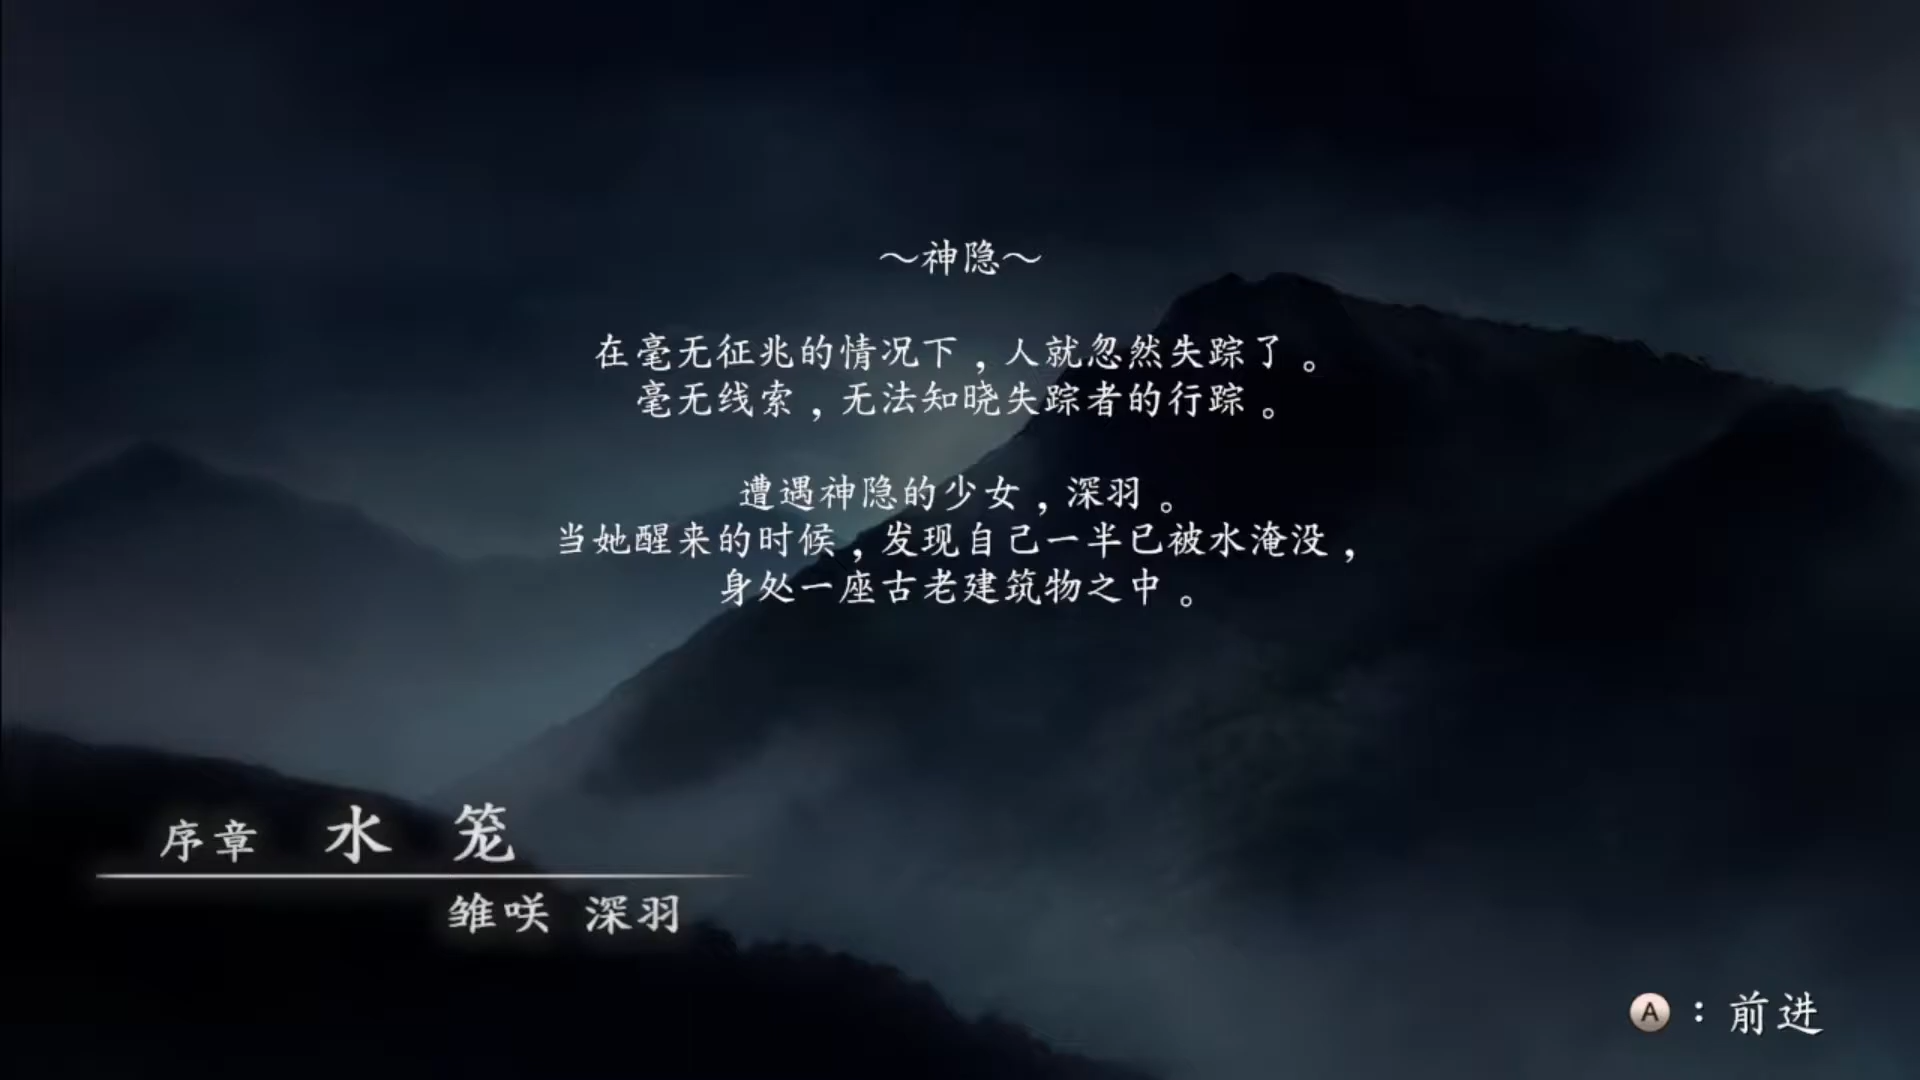 ～神隐～
在毫无征兆的情况下，人就忽然失踪了。
毫无线索，无法知晓失踪者的行踪。
遭遇神隐的少女，深羽。
当她醒来的时候，发现自己一半已被水淹没，
身处一座古老建筑物之中。
序章 水 笼
雏咲 深羽
A：前进